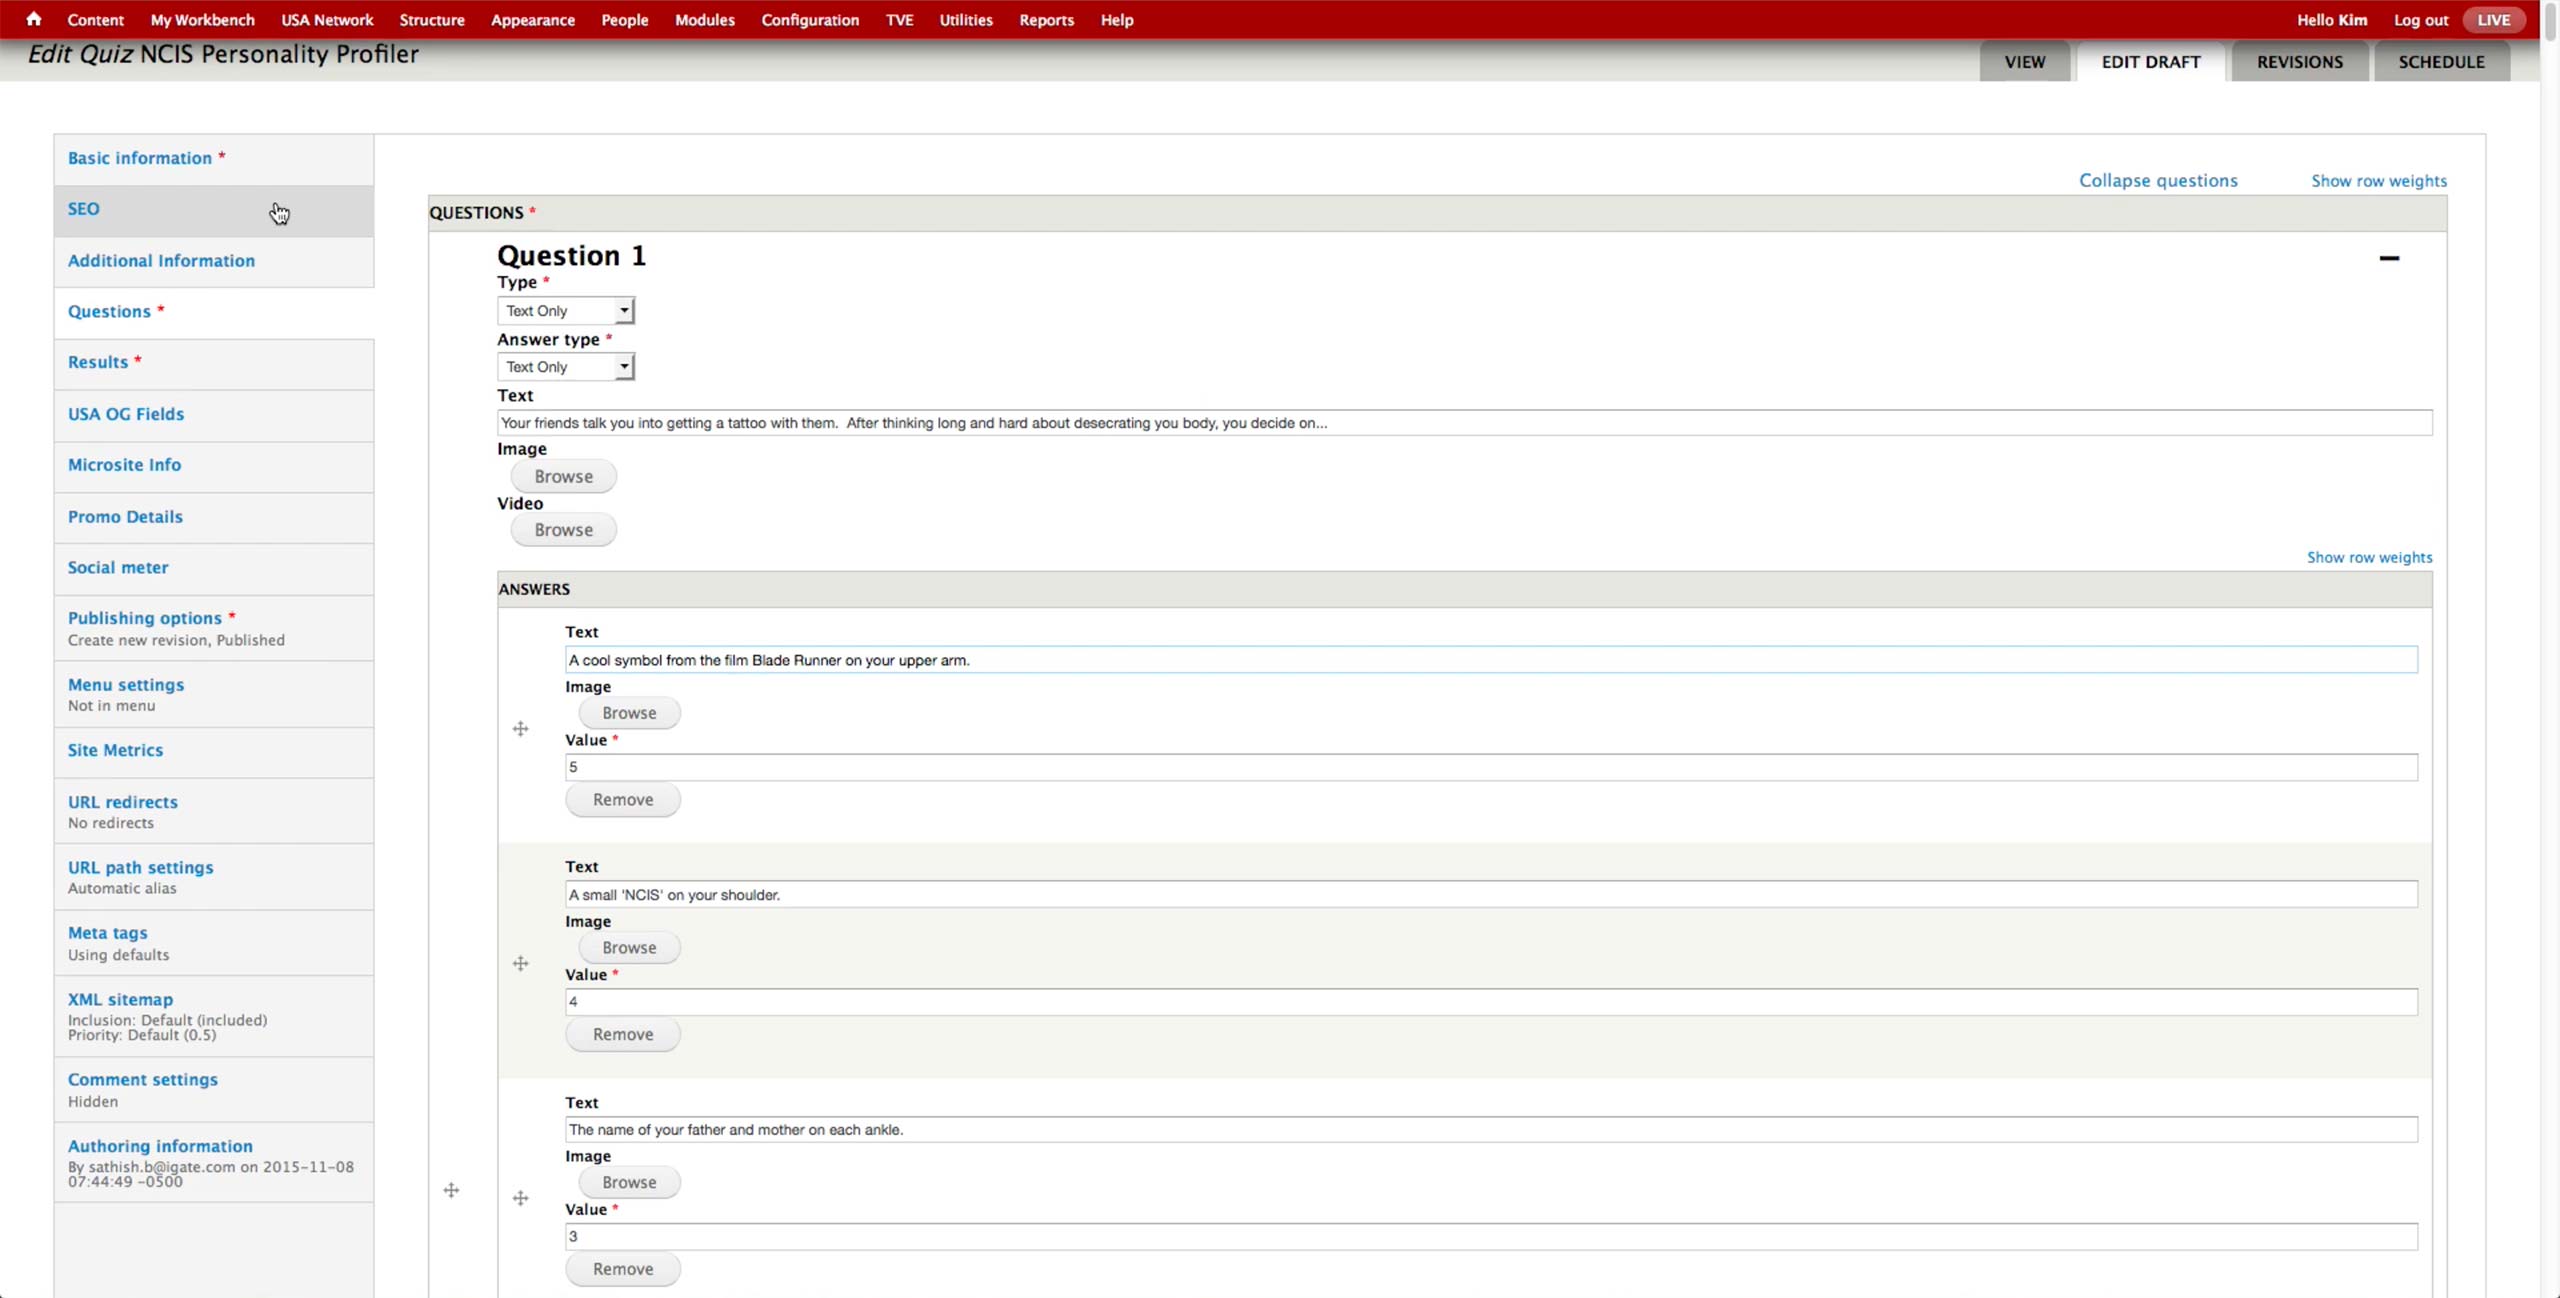 Content My Workbench USA Network Structure Appearance People Modules Configuration TVE Utilities Reports Help Hello Kim Log out LIVE
Edit Quiz NCIS Personality Profiler
VIEW EDIT DRAFT REVISIONS SCHEDULE
Basic information *
SEO
Additional Information
Questions *
Results *
USA OG Fields
Microsite Info
Promo Details
Social meter
Publishing options *
Create new revision, Published
Menu settings
Not in menu
Site Metrics
URL redirects
No redirects
URL path settings
Automatic alias
Meta tags
Using defaults
XML sitemap
Inclusion: Default (included)
Priority: Default (0.5)
Comment settings
Hidden
Authoring information
By sathish.b@igate.com on 2015-11-08
07:44:49 -0500
Collapse questions Show row weights
QUESTIONS *
Question 1
Type *
Text Only
Answer type *
Text Only
Text
Your friends talk you into getting a tattoo with them.  After thinking long and hard about desecrating you body, you decide on...
Image
Browse
Video
Browse
Show row weights
ANSWERS
Text
A cool symbol from the film Blade Runner on your upper arm.
Image
Browse
Value *
5
Remove
Text
A small 'NCIS' on your shoulder.
Image
Browse
Value *
4
Remove
Text
The name of your father and mother on each ankle.
Image
Browse
Value *
3
Remove